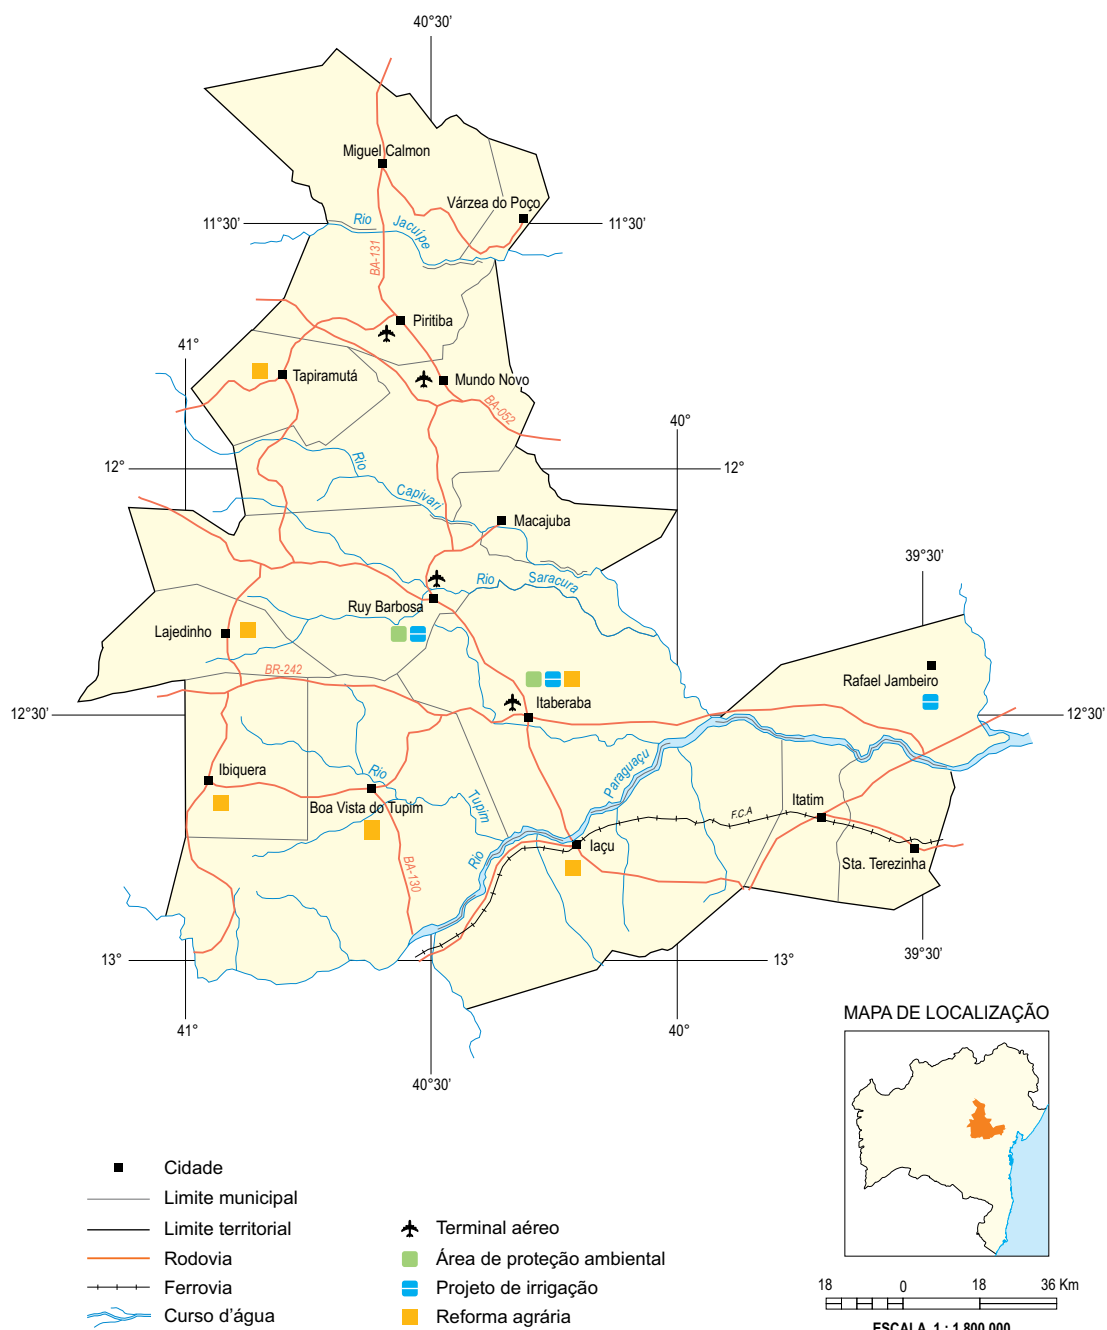 40°30'
Miguel Calmon
Várzea do Poço
11°30'
Rio Jacuípe
11°30'
BA-131
Piritiba
41°
Tapiramutá
Mundo Novo
BA-052
40°
12°
Rio Capivari
12°
Macajuba
39°30'
Rio Saracura
Ruy Barbosa
Lajedinho
BR-242
Rafael Jambeiro
Itaberaba
12°30'
12°30'
Ibiquera
Rio Tupim
Boa Vista do Tupim
Rio Paraguaçu
F.C.A
Itatim
Iaçu
Sta. Terezinha
BA-130
13°
13°
39°30'
41°
40°
40°30'
MAPA DE LOCALIZAÇÃO
Cidade
Limite municipal
Limite territorial
Rodovia
Ferrovia
Curso d'água
Terminal aéreo
Área de proteção ambiental
Projeto de irrigação
Reforma agrária
18 0 18 36 Km
ESCALA 1 : 1.800.000